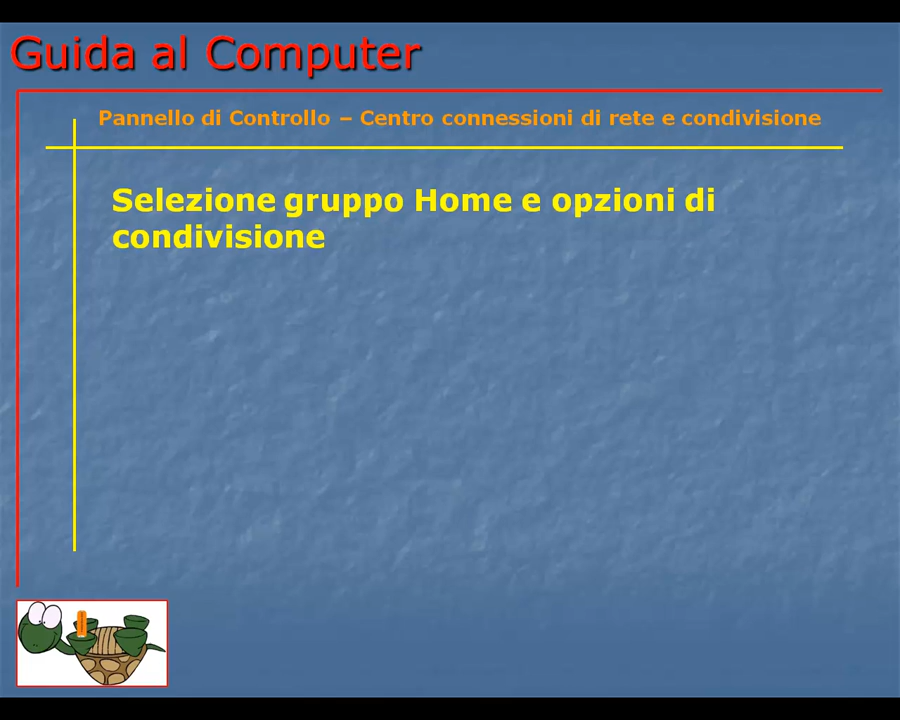 Guida al Computer
Pannello di Controllo – Centro connessioni di rete e condivisione
Selezione gruppo Home e opzioni di
condivisione